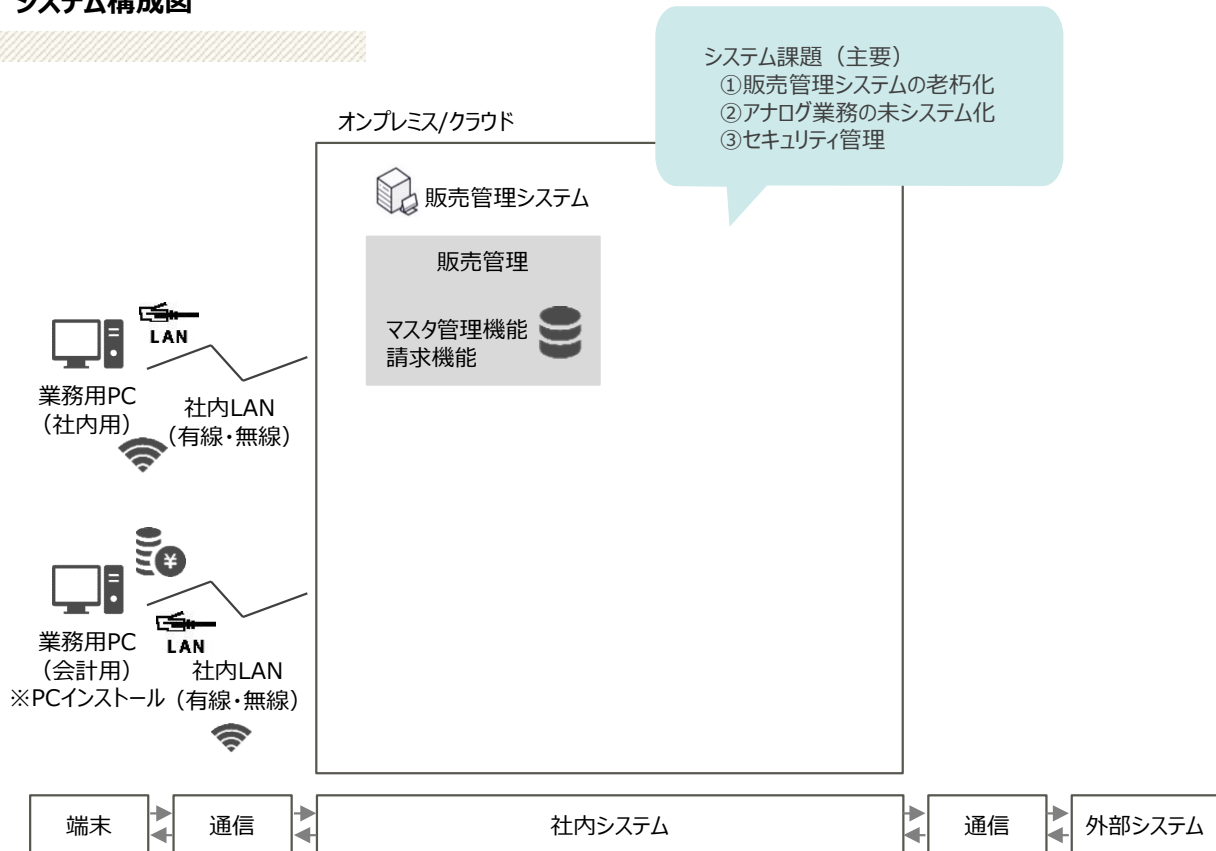 システム構成図
システム課題（主要）
①販売管理システムの老朽化
②アナログ業務の未システム化
③セキュリティ管理
オンプレミス/クラウド
販売管理システム
販売管理
マスタ管理機能
請求機能
LAN
業務用PC
（社内用）
社内LAN
（有線・無線）
¥
業務用PC
（会計用）
※PCインストール
LAN
社内LAN
（有線・無線）
端末
通信
社内システム
通信
外部システム